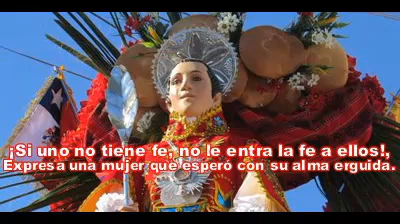 ¡Si uno no tiene fe, no le entra la fe a ellos!,
Expresa una mujer que esperó con su alma erguida.